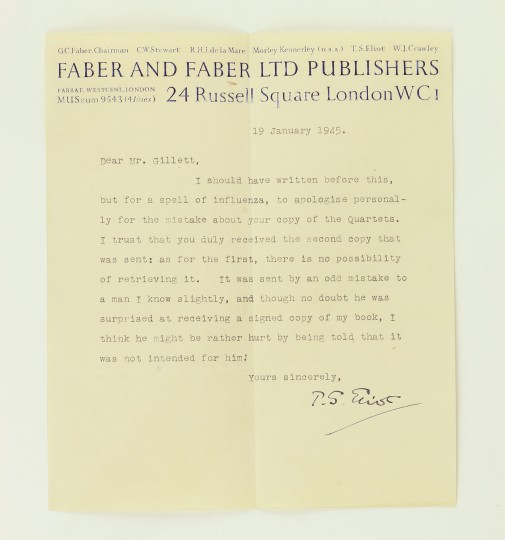 G.C.Faber, Chairman C.W.Stewart R.H.I.de la Mare Morley Kennerley (U.S.A.) T.S.Eliot W.J.Crawley
FABER AND FABER LTD PUBLISHERS
FABBAF, WESTCENT, LONDON
MUSeum 9543 (4 lines) 24 Russell Square London WC1
19 January 1945.
Dear Mr. Gillett,
I should have written before this,
but for a spell of influenza, to apologise personal-
ly for the mistake about your copy of the Quartets.
I trust that you duly received the second copy that
was sent: as for the first, there is no possibility
of retrieving it. It was sent by an odd mistake to
a man I know slightly, and though no doubt he was
surprised at receiving a signed copy of my book, I
think he might be rather hurt by being told that it
was not intended for him!
Yours sincerely,
T. S. Eliot